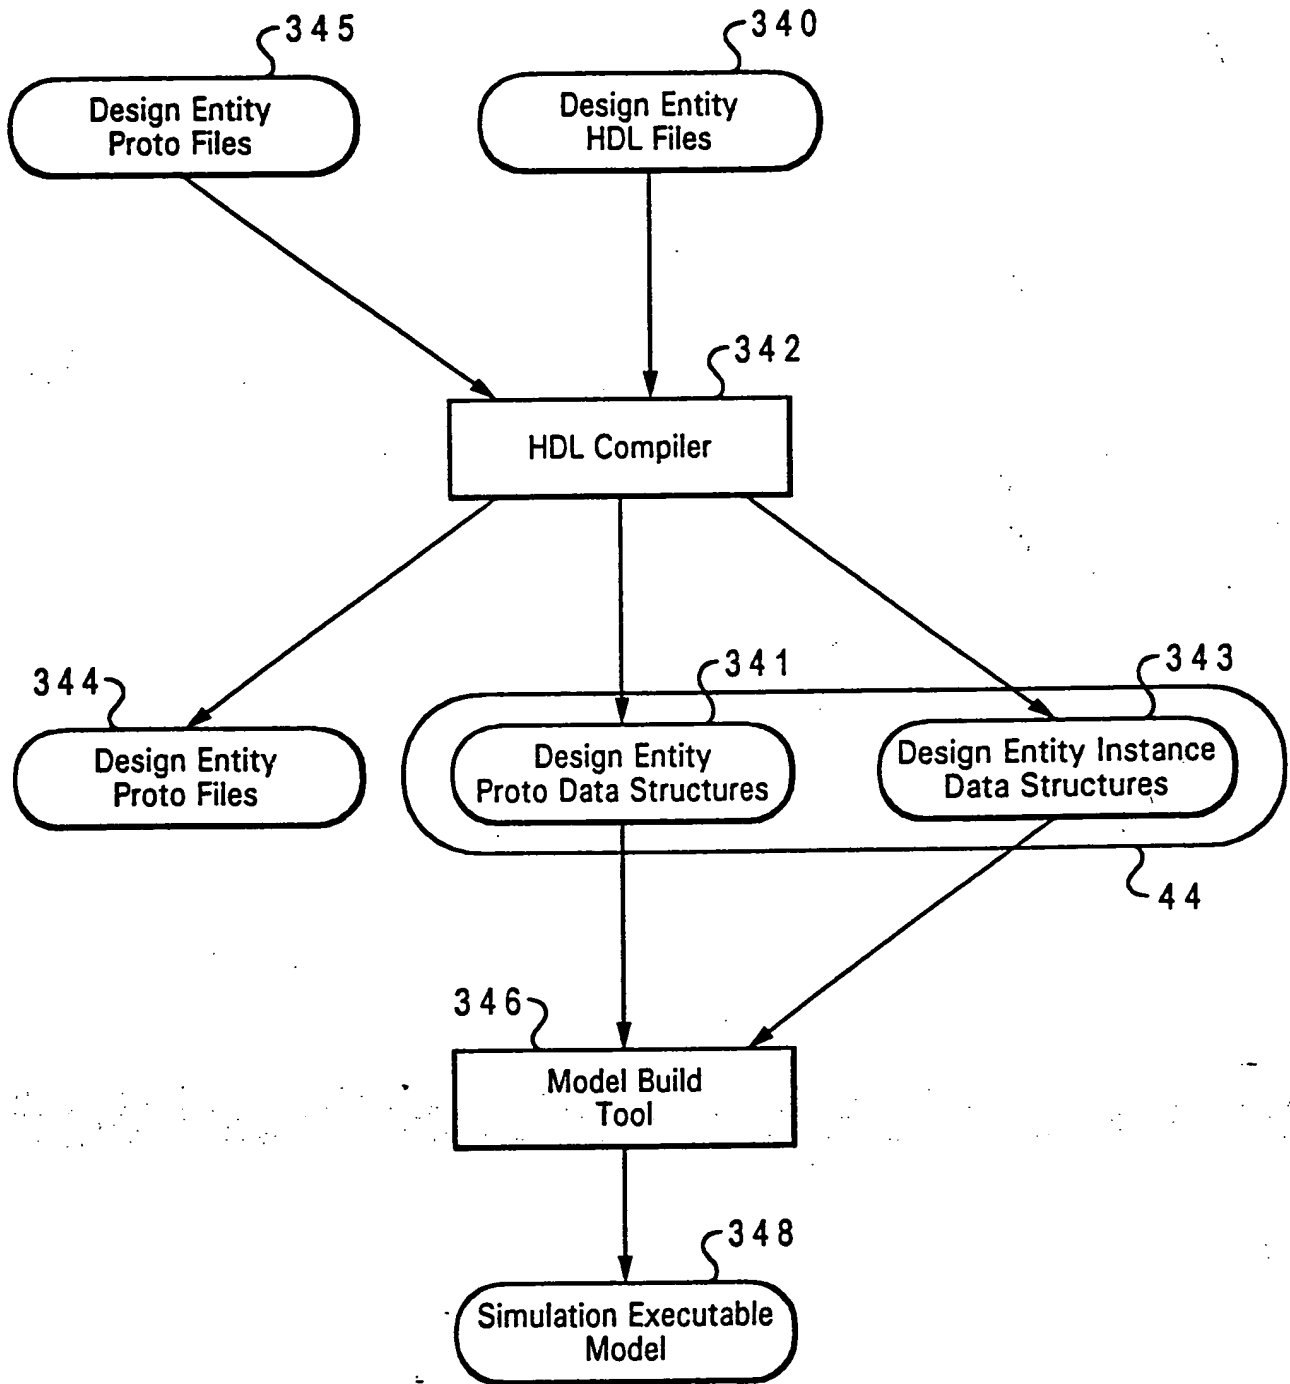 345
340
Design Entity
Proto Files
Design Entity
HDL Files
342
HDL Compiler
344
341
343
Design Entity
Proto Files
Design Entity
Proto Data Structures
Design Entity Instance
Data Structures
44
346
Model Build
Tool
348
Simulation Executable
Model